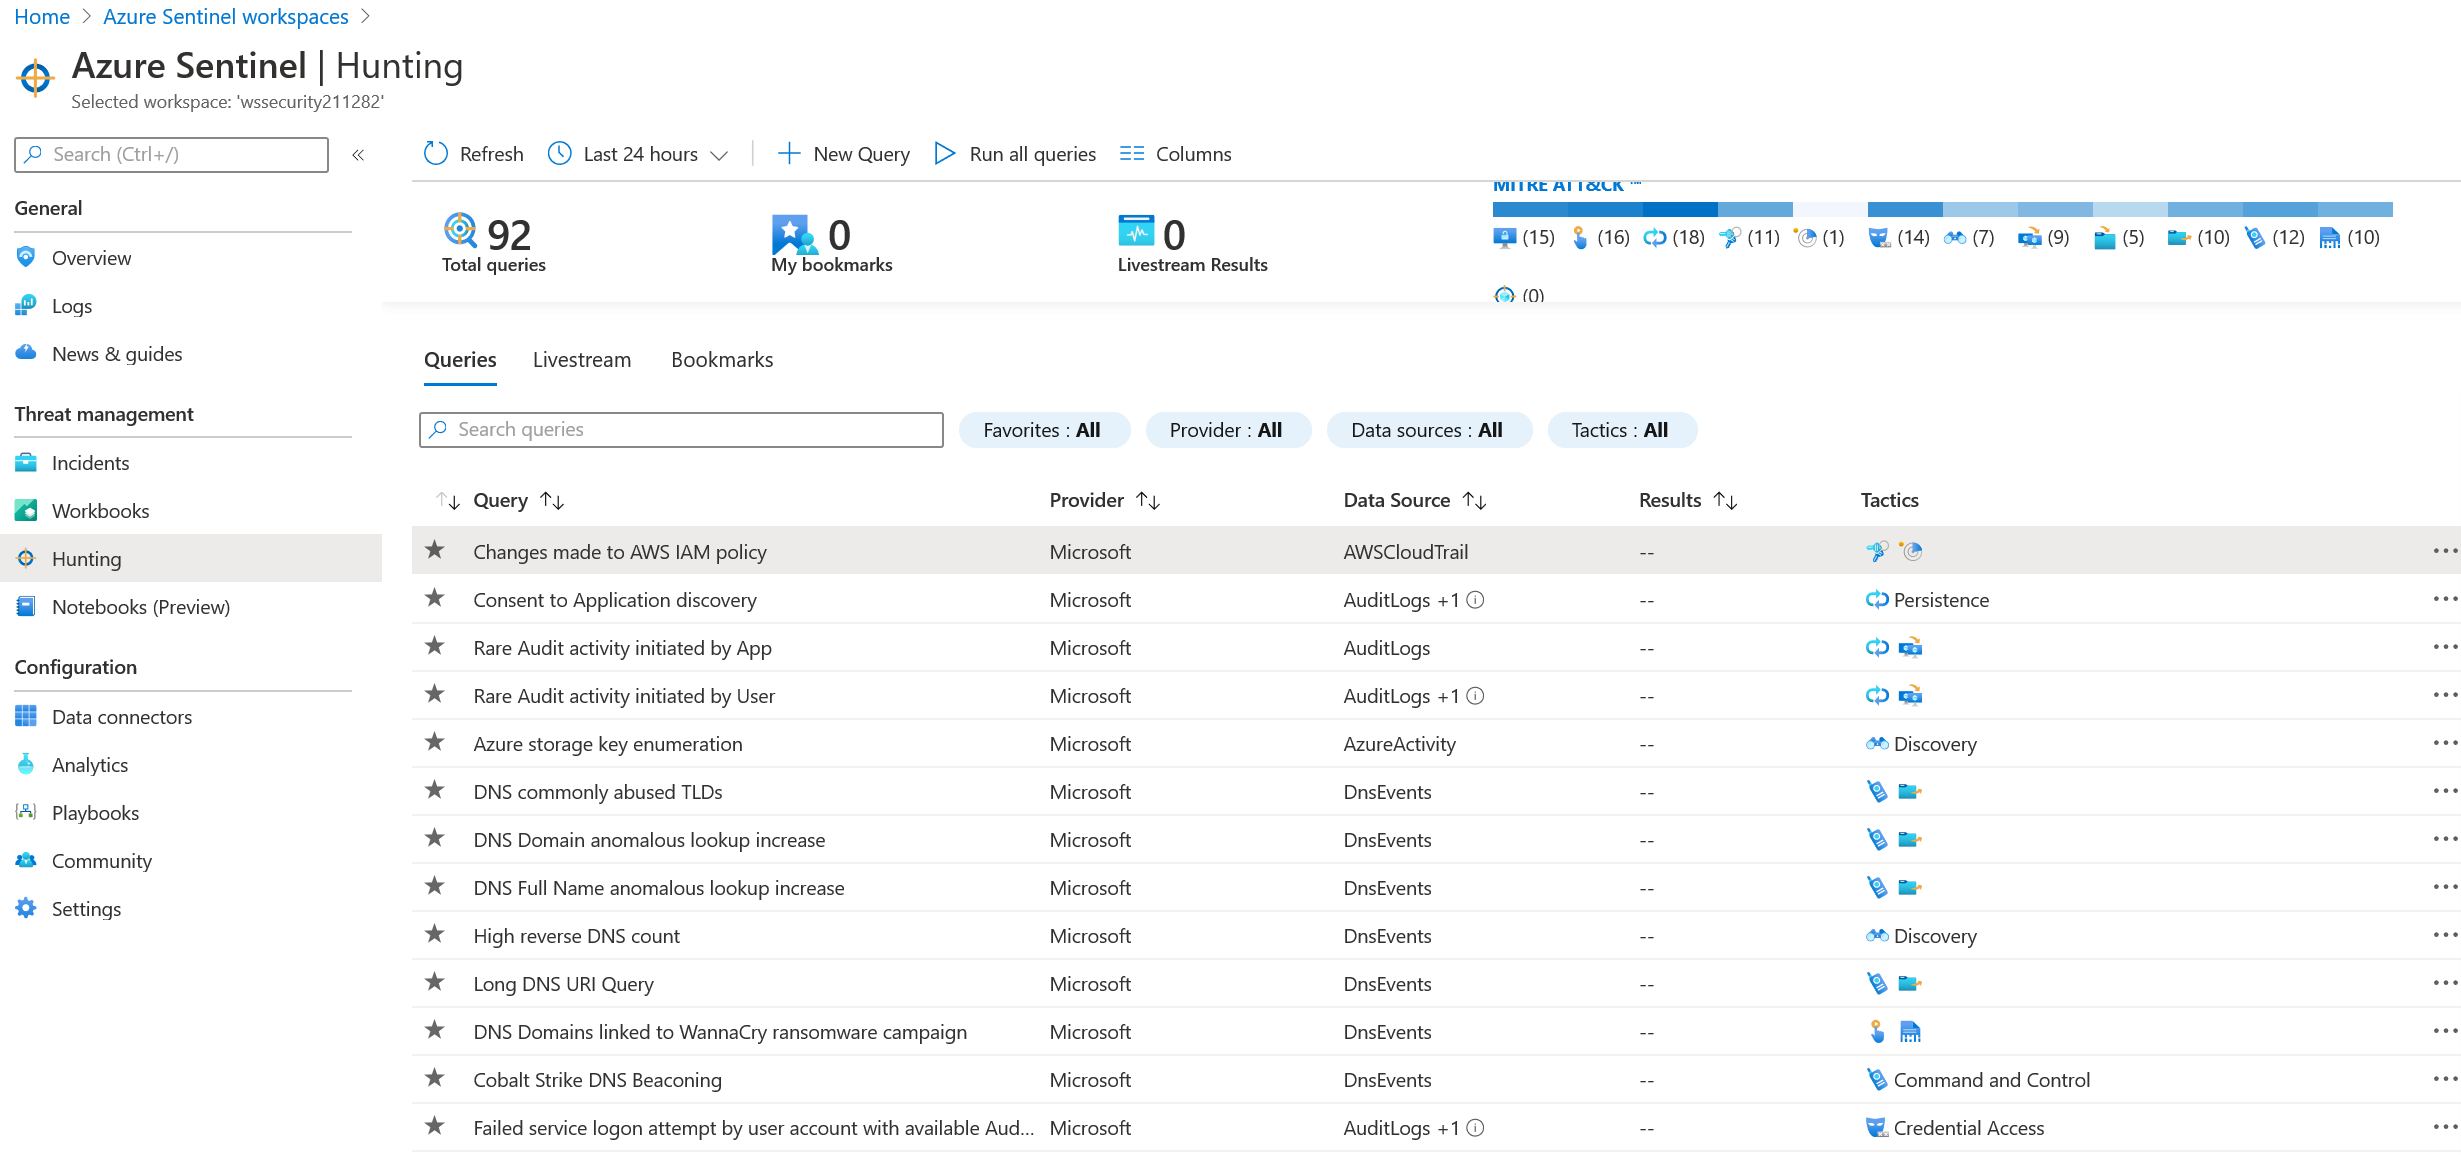 Home > Azure Sentinel workspaces >
Azure Sentinel | Hunting
Selected workspace: 'wssecurity211282'
Search (Ctrl+/)
«
General
Overview
Logs
News & guides
Threat management
Incidents
Workbooks
Hunting
Notebooks (Preview)
Configuration
Data connectors
Analytics
Playbooks
Community
Settings
Refresh Last 24 hours New Query Run all queries Columns
92
Total queries
0
My bookmarks
0
Livestream Results
MITRE ATT&CK ™
(15) (16) (18) (11) (1) (14) (7) (9) (5) (10) (12) (10)
(0)
Queries Livestream Bookmarks
Search queries Favorites : All Provider : All Data sources : All Tactics : All
Query Provider Data Source Results Tactics
Changes made to AWS IAM policy Microsoft AWSCloudTrail --
Consent to Application discovery Microsoft AuditLogs +1 -- Persistence
Rare Audit activity initiated by App Microsoft AuditLogs --
Rare Audit activity initiated by User Microsoft AuditLogs +1 --
Azure storage key enumeration Microsoft AzureActivity -- Discovery
DNS commonly abused TLDs Microsoft DnsEvents --
DNS Domain anomalous lookup increase Microsoft DnsEvents --
DNS Full Name anomalous lookup increase Microsoft DnsEvents --
High reverse DNS count Microsoft DnsEvents -- Discovery
Long DNS URI Query Microsoft DnsEvents --
DNS Domains linked to WannaCry ransomware campaign Microsoft DnsEvents --
Cobalt Strike DNS Beaconing Microsoft DnsEvents -- Command and Control
Failed service logon attempt by user account with available Aud... Microsoft AuditLogs +1 -- Credential Access